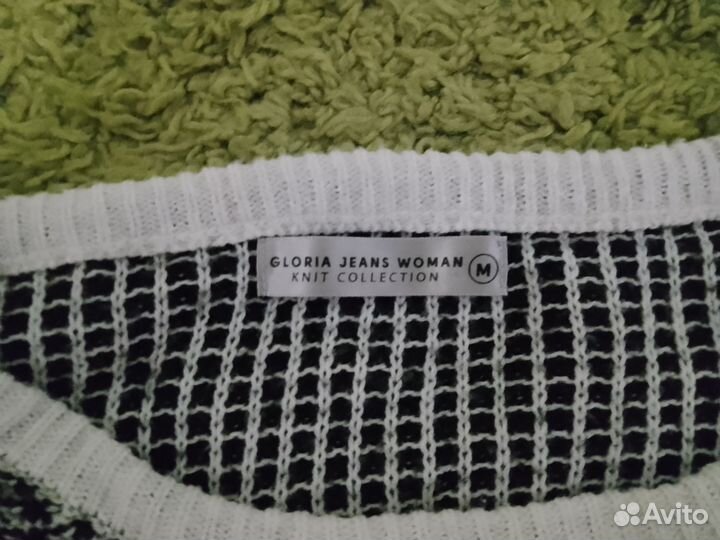 GLORIA JEANS WOMAN M
KNIT COLLECTION
Avito